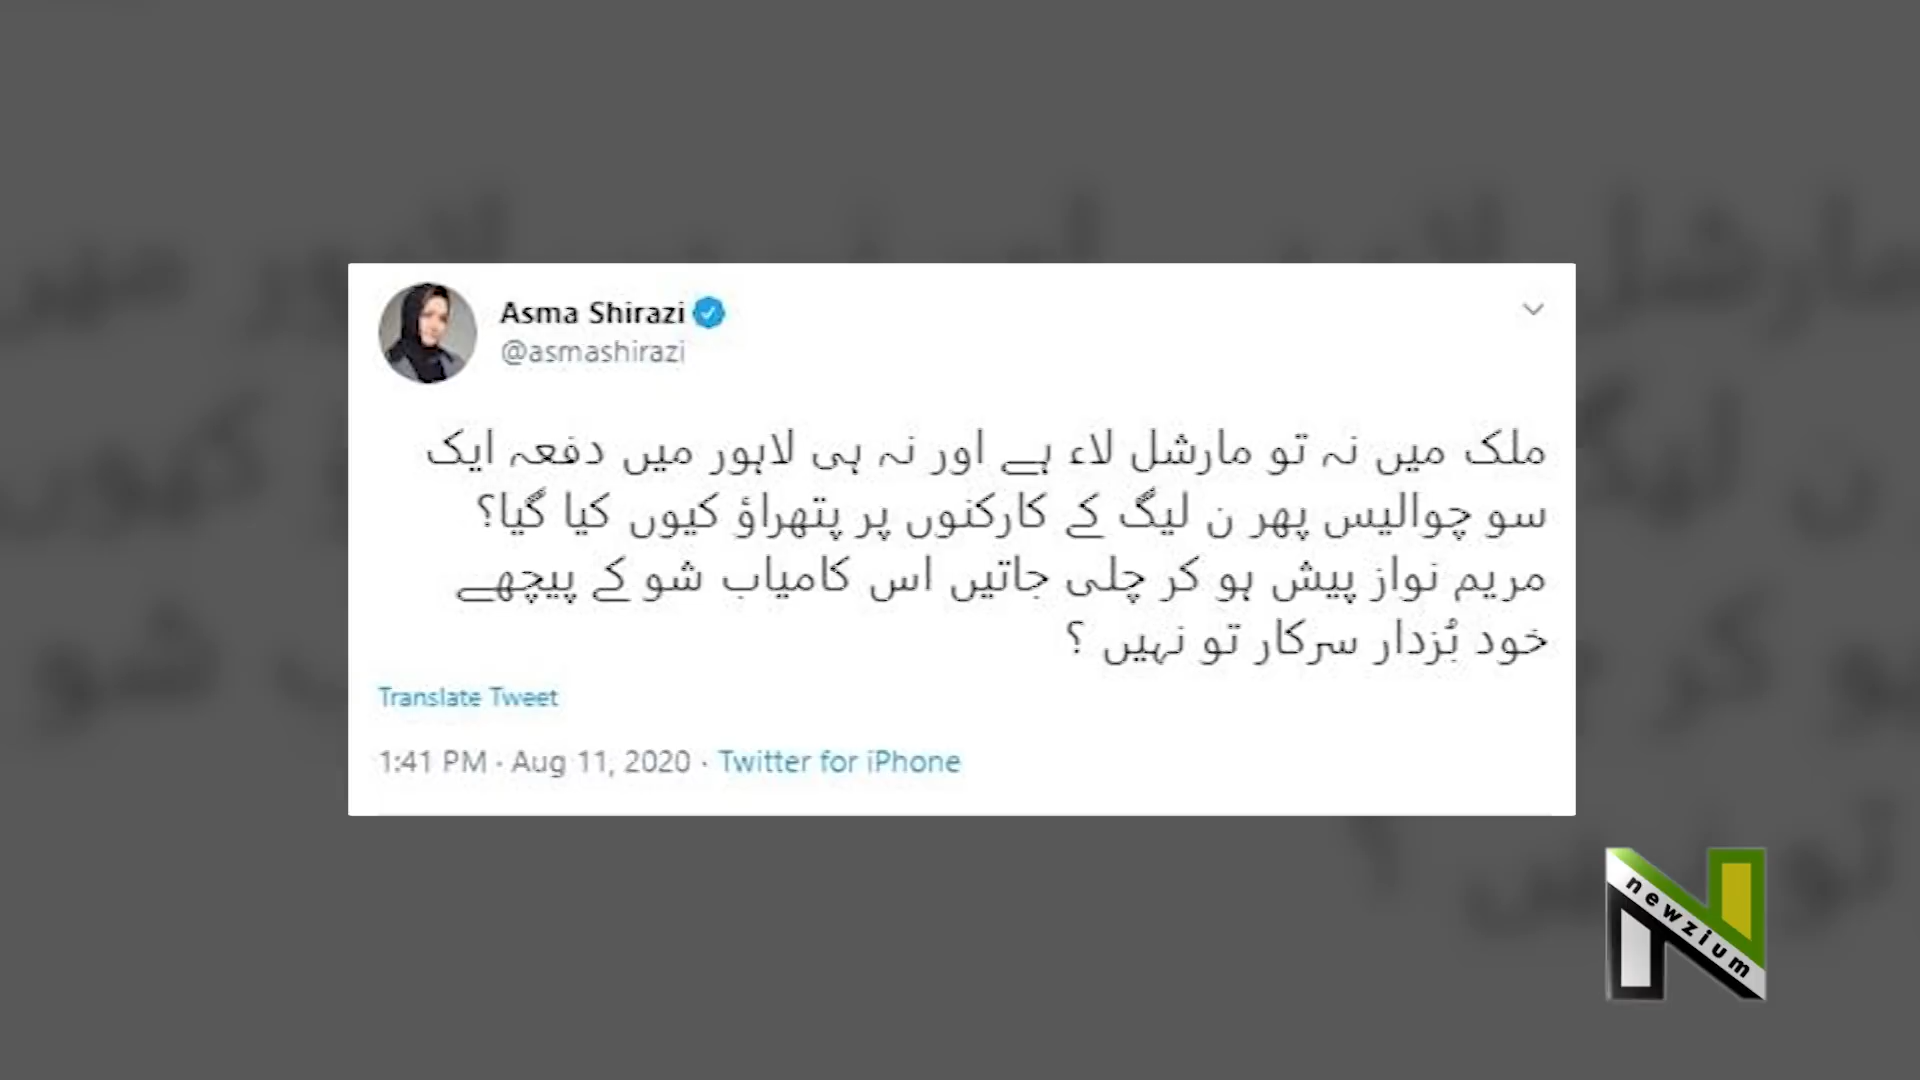 Asma Shirazi
@asmashirazi
ملک میں نہ تو مارشل لاء ہے اور نہ ہی لاہور میں دفعہ ایک
سو چوالیس پھر ن لیگ کے کارکنوں پر پتھراؤ کیوں کیا گیا؟
مریم نواز پیش ہو کر چلی جاتیں اس کامیاب شو کے پیچھے
خود بُزدار سرکار تو نہیں ؟
Translate Tweet
1:41 PM · Aug 11, 2020 · Twitter for iPhone
newzium